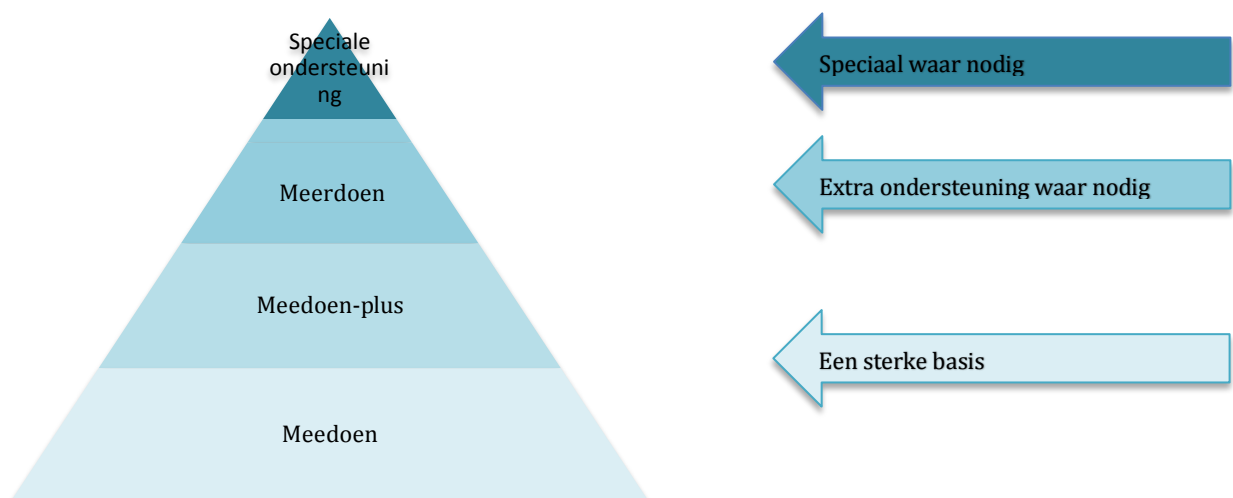 Speciale
ondersteuni
ng
Speciaal waar nodig
Meerdoen
Extra ondersteuning waar nodig
Meedoen-plus
Een sterke basis
Meedoen